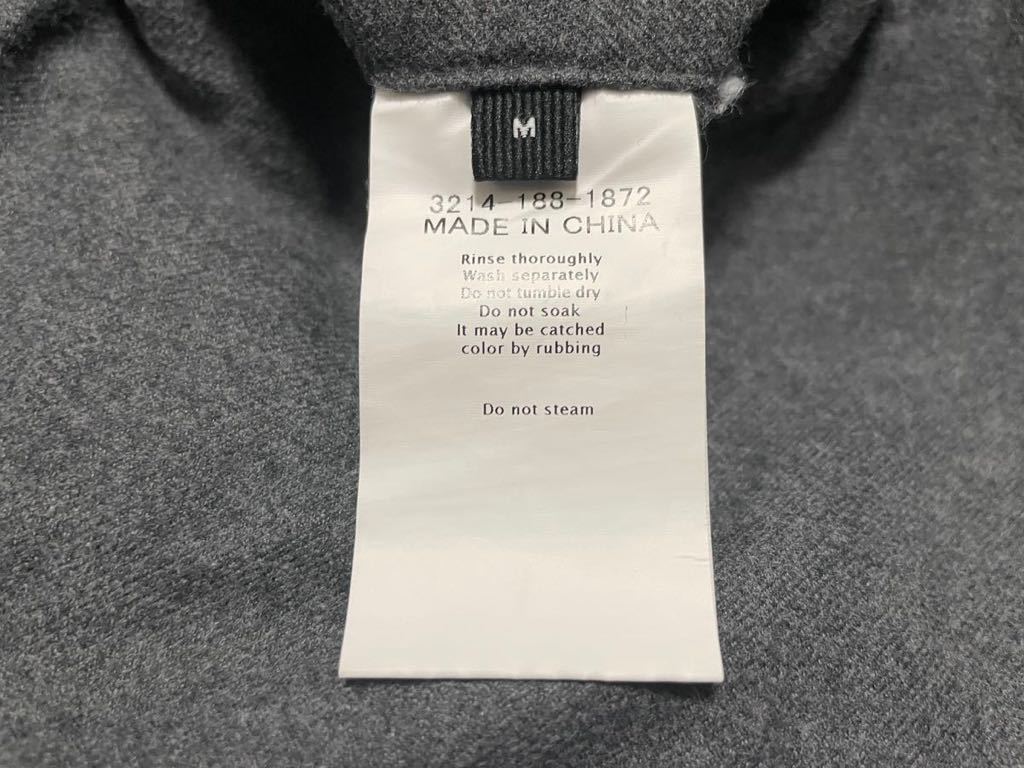 M
3214-188-1872
MADE IN CHINA
Rinse thoroughly
Wash separately
Do not tumble dry
Do not soak
It may be catched
color by rubbing
Do not steam